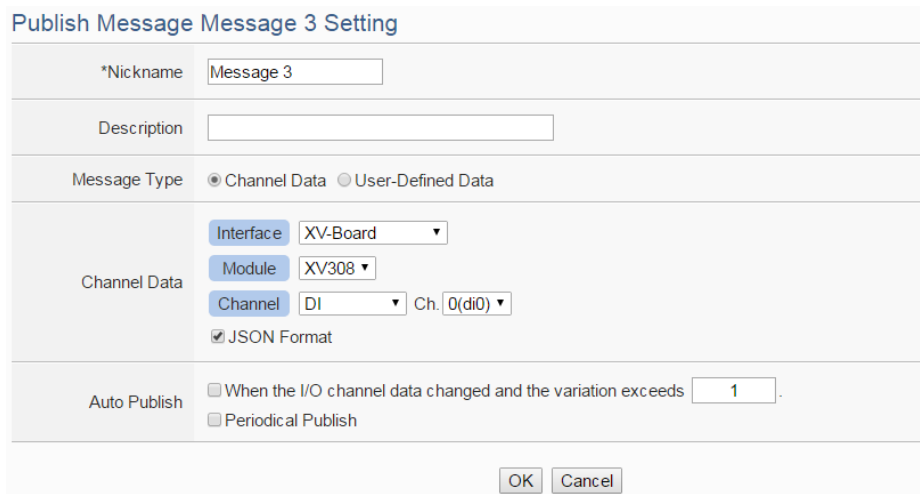 Publish Message Message 3 Setting
*Nickname Message 3
Description
Message Type Channel Data User-Defined Data
Interface XV-Board
Module XV308
Channel Data
Channel DI Ch. 0(di0)
JSON Format
When the I/O channel data changed and the variation exceeds 1 .
Auto Publish
Periodical Publish
OK Cancel